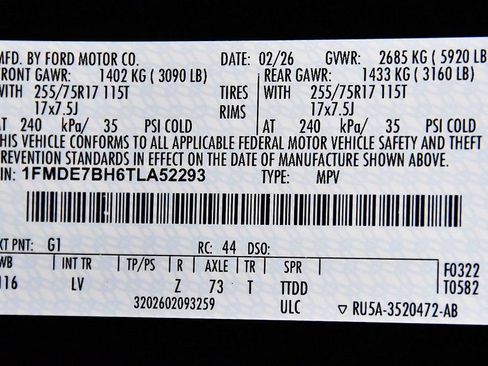 MFD. BY FORD MOTOR CO. DATE: 02/26 GVWR: 2685 KG (5920 LB)
FRONT GAWR: 1402 KG (3090 LB) REAR GAWR: 1433 KG (3160 LB)
WITH 255/75R17 115T TIRES WITH 255/75R17 115T
17x7.5J RIMS 17x7.5J
AT 240 kPa/ 35 PSI COLD AT 240 kPa/ 35 PSI COLD
THIS VEHICLE CONFORMS TO ALL APPLICABLE FEDERAL MOTOR VEHICLE SAFETY AND THEFT
PREVENTION STANDARDS IN EFFECT ON THE DATE OF MANUFACTURE SHOWN ABOVE.
VIN: 1FMDE7BH6TLA52293 TYPE: MPV
EXT PNT: G1 RC: 44 DSO:
WB INT TR TP/PS R AXLE TR SPR F0322
116 LV Z 73 T TTDD T0582
3202602093259 ULC ▽ RU5A-3520472-AB